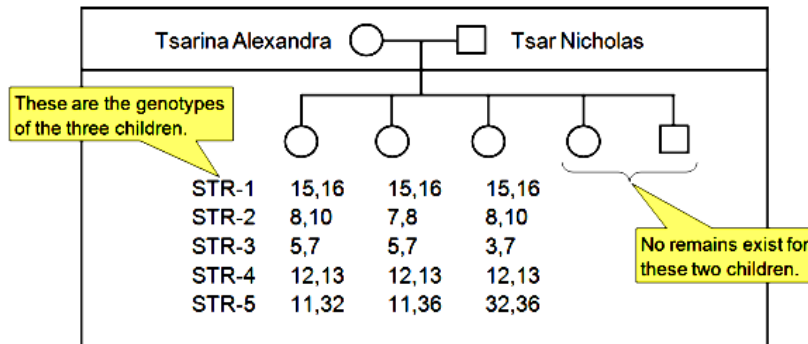 Tsarina Alexandra Tsar Nicholas
These are the genotypes
of the three children.
STR-1 15,16 15,16 15,16
STR-2 8,10 7,8 8,10
STR-3 5,7 5,7 3,7
STR-4 12,13 12,13 12,13
STR-5 11,32 11,36 32,36
No remains exist for
these two children.